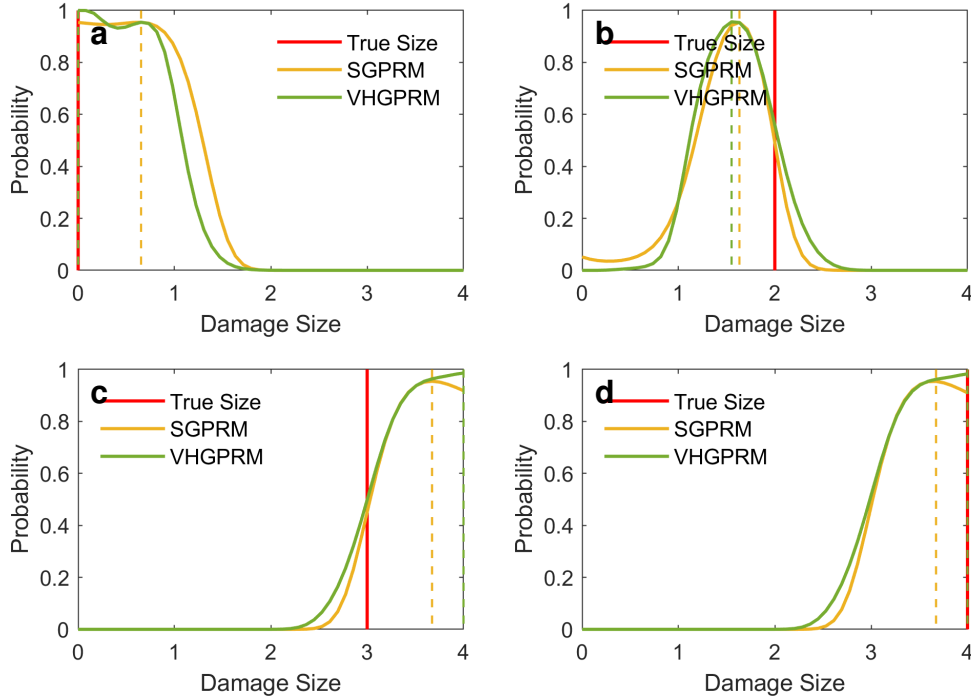 a
True Size
SGPRM
VHGPRM
Probability
1
0.8
0.6
0.4
0.2
0
0 1 2 3 4
Damage Size
b
True Size
SGPRM
VHGPRM
Probability
1
0.8
0.6
0.4
0.2
0
0 1 2 3 4
Damage Size
c
True Size
SGPRM
VHGPRM
Probability
1
0.8
0.6
0.4
0.2
0
0 1 2 3 4
Damage Size
d
True Size
SGPRM
VHGPRM
Probability
1
0.8
0.6
0.4
0.2
0
0 1 2 3 4
Damage Size